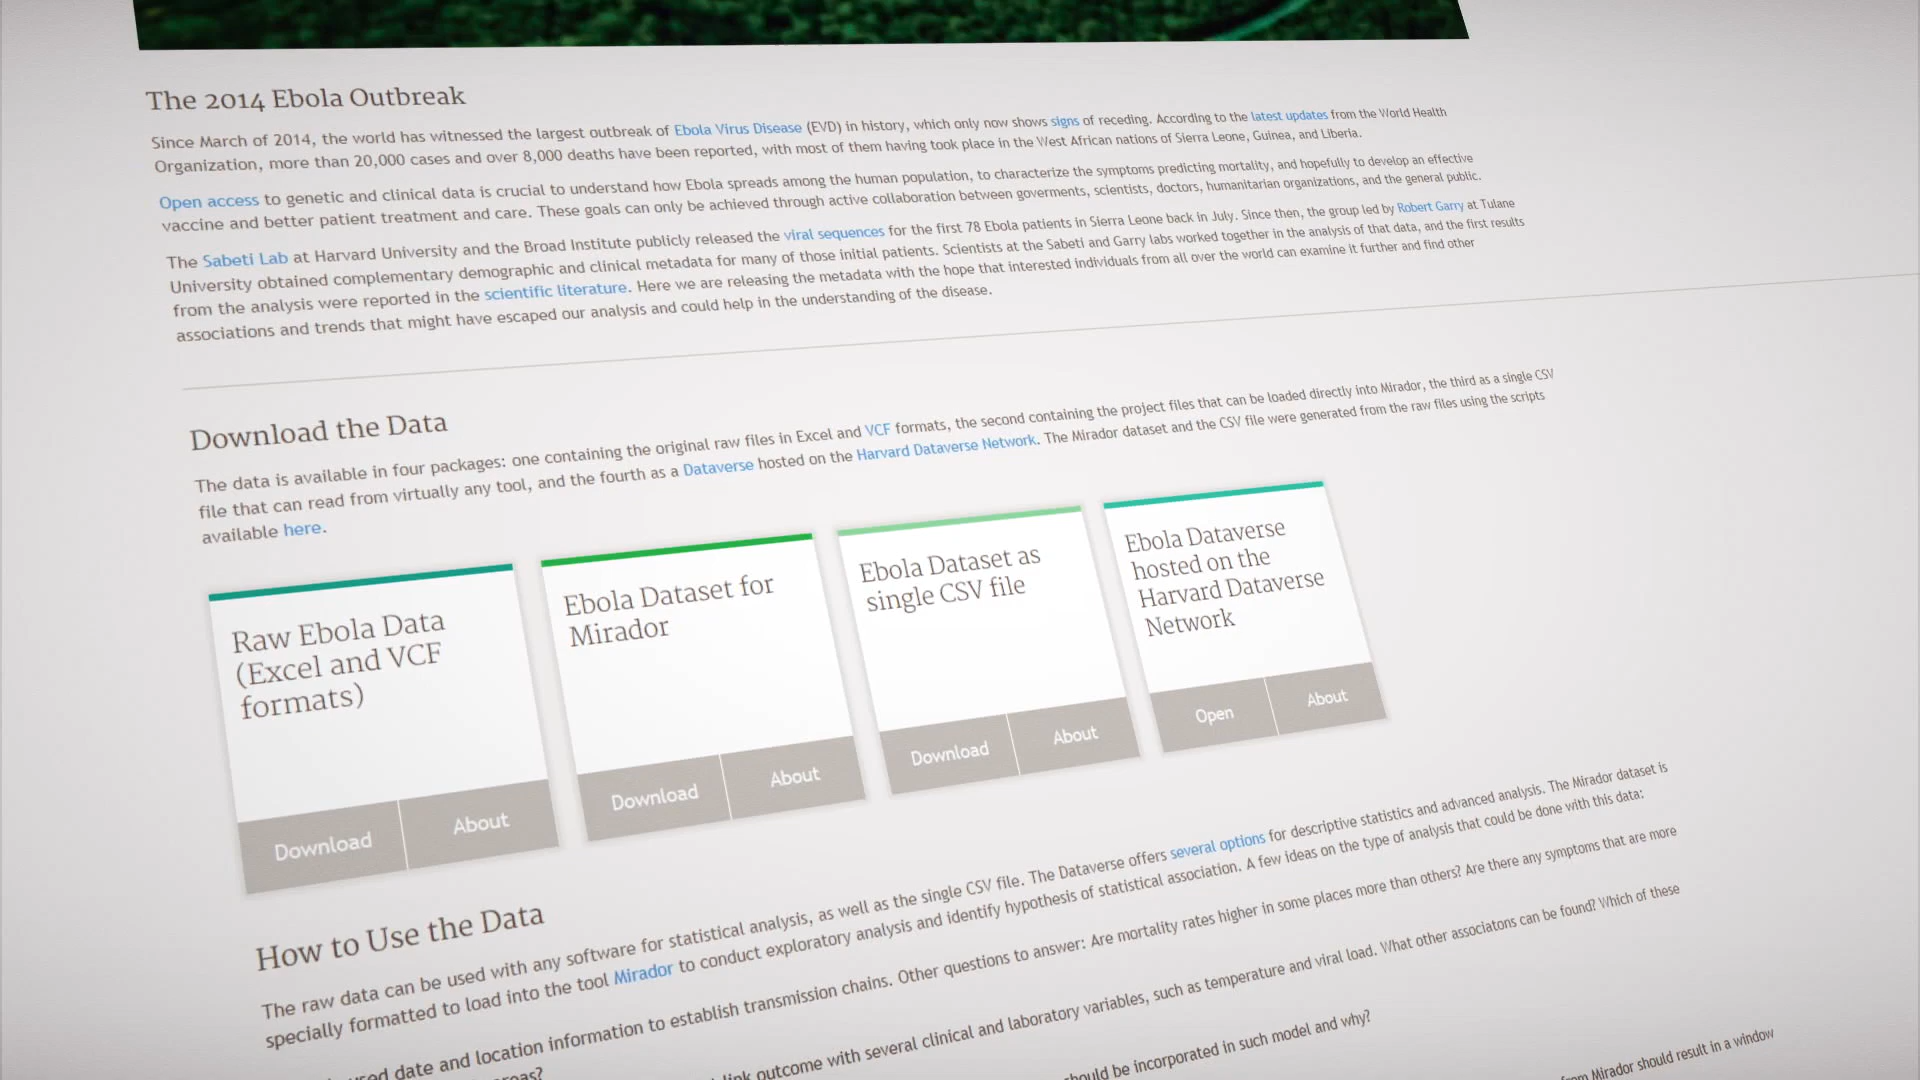 The 2014 Ebola Outbreak
Since March of 2014, the world has witnessed the largest outbreak of Ebola Virus Disease (EVD) in history, which only now shows signs of receding. According to the latest updates from the World Health
Organization, more than 20,000 cases and over 8,000 deaths have been reported, with most of them having took place in the West African nations of Sierra Leone, Guinea, and Liberia.
Open access to genetic and clinical data is crucial to understand how Ebola spreads among the human population, to characterize the symptoms predicting mortality, and hopefully to develop an effective
vaccine and better patient treatment and care. These goals can only be achieved through active collaboration between goverments, scientists, doctors, humanitarian organizations, and the general public.
The Sabeti Lab at Harvard University and the Broad Institute publicly released the viral sequences for the first 78 Ebola patients in Sierra Leone back in July. Since then, the group led by Robert Garry at Tulane
University obtained complementary demographic and clinical metadata for many of those initial patients. Scientists at the Sabeti and Garry labs worked together in the analysis of that data, and the first results
from the analysis were reported in the scientific literature. Here we are releasing the metadata with the hope that interested individuals from all over the world can examine it further and find other
associations and trends that might have escaped our analysis and could help in the understanding of the disease.
Download the Data
The data is available in four packages: one containing the original raw files in Excel and VCF formats, the second containing the project files that can be loaded directly into Mirador, the third as a single CSV
file that can read from virtually any tool, and the fourth as a Dataverse hosted on the Harvard Dataverse Network. The Mirador dataset and the CSV file were generated from the raw files using the scripts
available here.
Raw Ebola Data
(Excel and VCF
formats)
Download About
Ebola Dataset for
Mirador
Download About
Ebola Dataset as
single CSV file
Download About
Ebola Dataverse
hosted on the
Harvard Dataverse
Network
Open About
How to Use the Data
The raw data can be used with any software for statistical analysis, as well as the single CSV file. The Dataverse offers several options for descriptive statistics and advanced analysis. The Mirador dataset is
specially formatted to load into the tool Mirador to conduct exploratory analysis and identify hypothesis of statistical association. A few ideas on the type of analysis that could be done with this data:
date and location information to establish transmission chains. Other questions to answer: Are mortality rates higher in some places more than others? Are there any symptoms that are more
link outcome with several clinical and laboratory variables, such as temperature and viral load. What other associatons can be found? Which of these
should be incorporated in such model and why?
from Mirador should result in a window